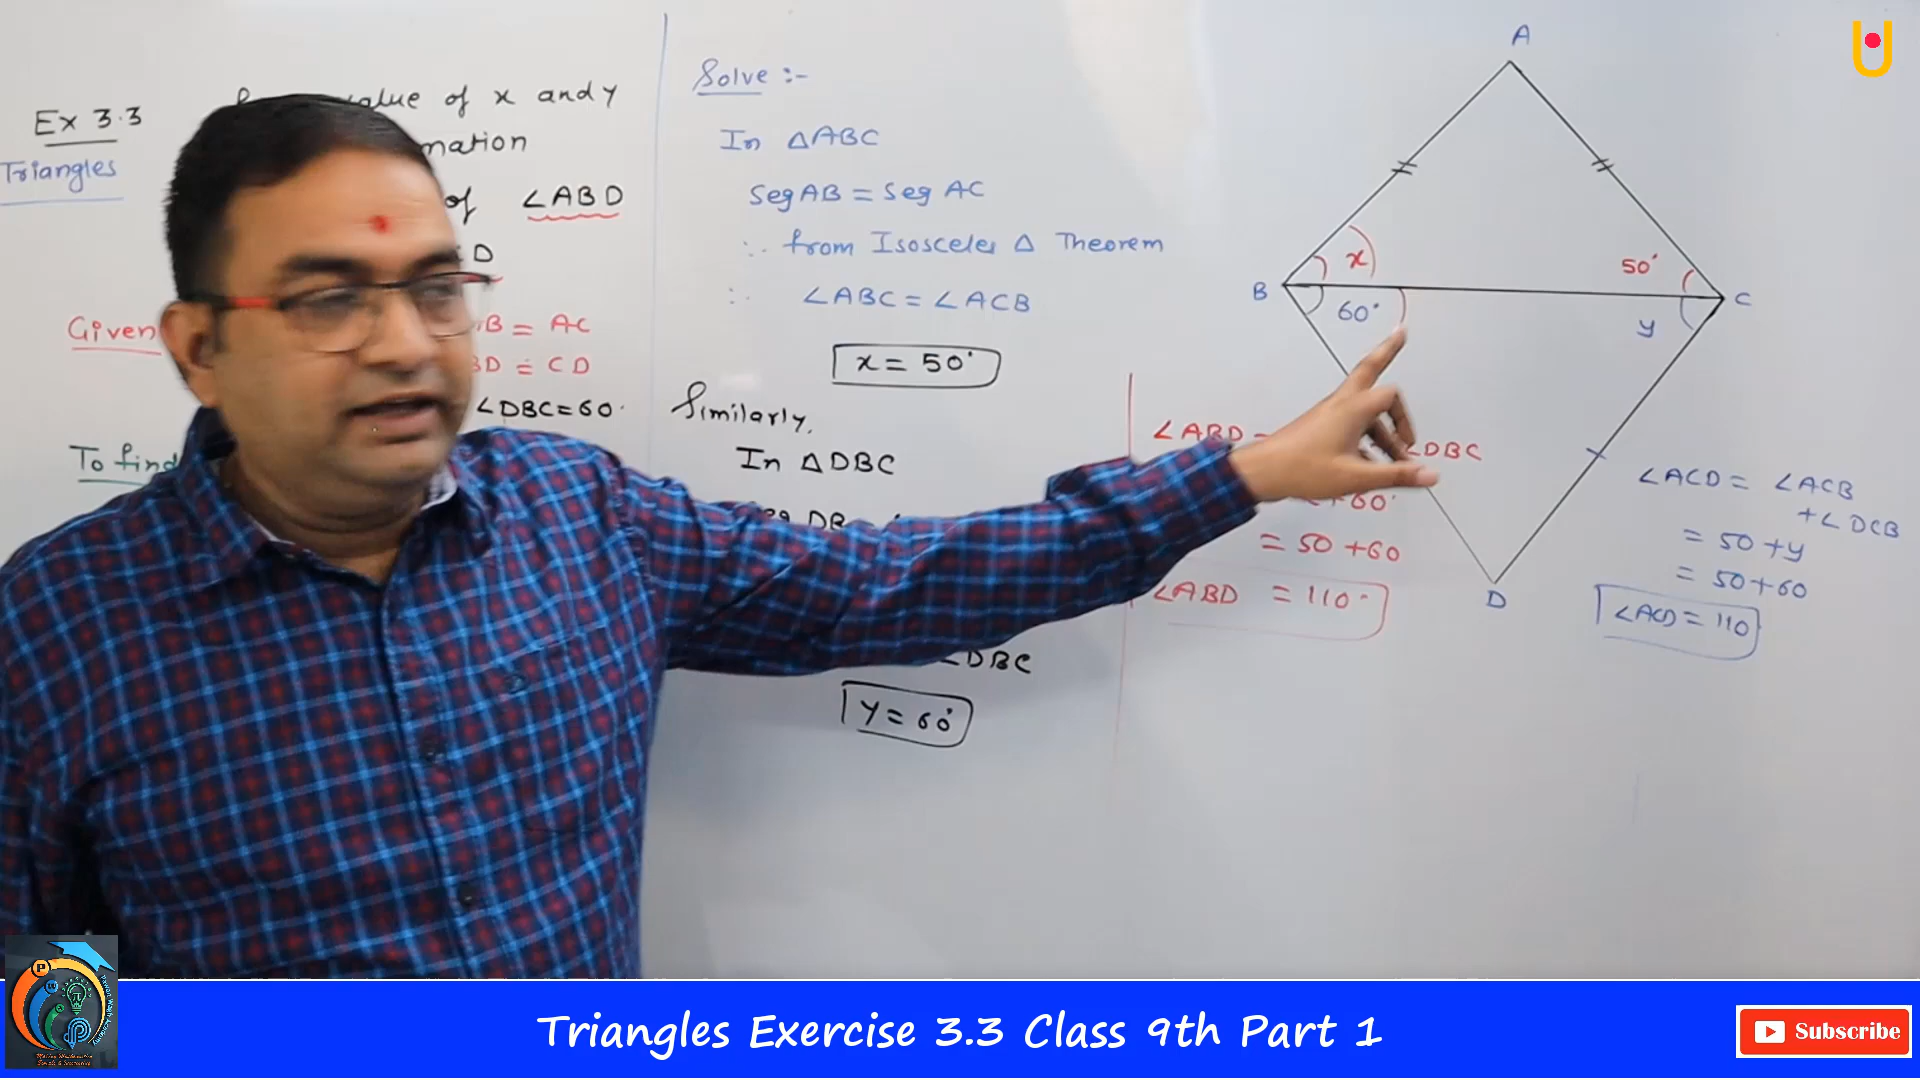 Ex 3.3
Triangles
value of x and y
mation
of ∠ABD
D
Given
B = AC
BD = CD
∠DBC = 60°
To find
Solve :-
In △ABC
Seg AB = Seg AC
∴ from Isosceles △ Theorem
∴ ∠ABC = ∠ACB
x = 50°
Similarly,
In △DBC
∠DBC
y = 60°
A
B
C
D
x
50°
60°
y
∠ABD = ∠DBC
+ 60°
= 50 + 60
∠ABD = 110°
∠ACD = ∠ACB
+ ∠DCB
= 50 + y
= 50 + 60
∠ACD = 110
Triangles Exercise 3.3 Class 9th Part 1
Subscribe